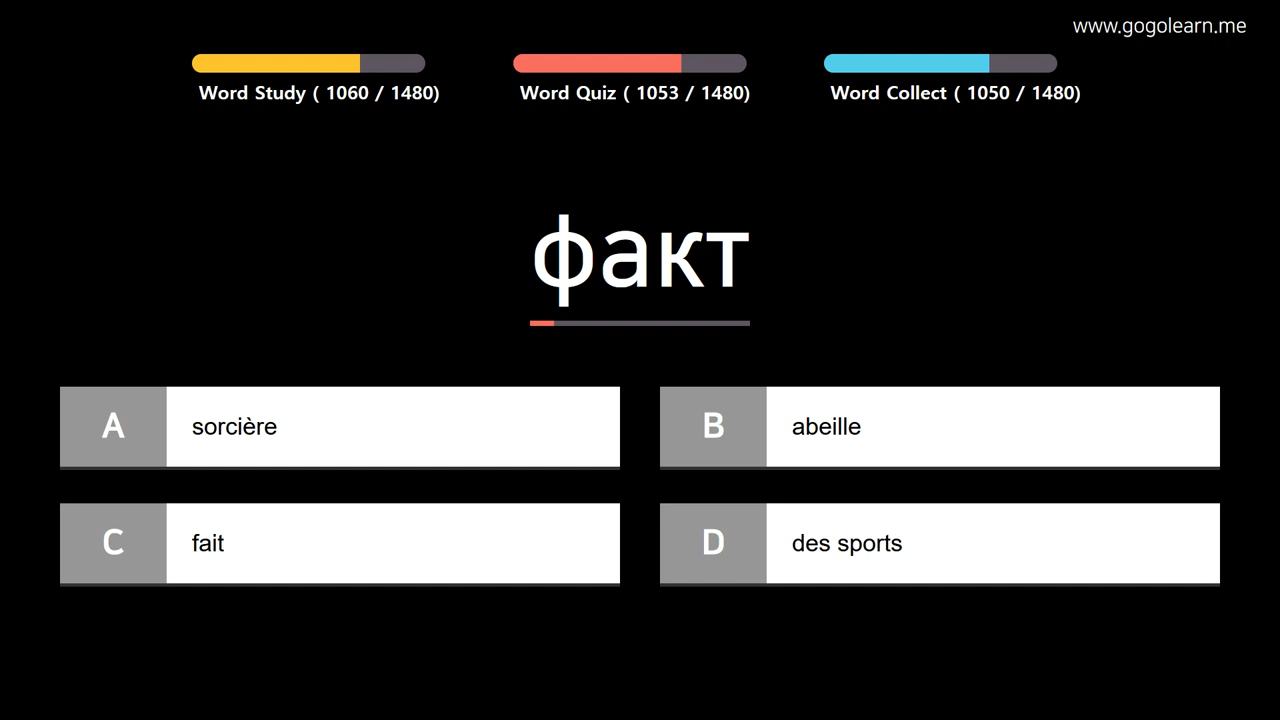 www.gogolearn.me
Word Study ( 1060 / 1480)
Word Quiz ( 1053 / 1480)
Word Collect ( 1050 / 1480)
факт
A sorcière
B abeille
C fait
D des sports